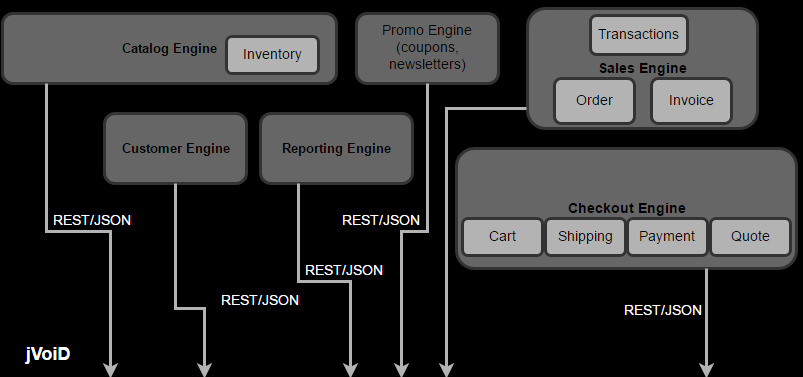 Catalog Engine
Inventory
Promo Engine
(coupons,
newsletters)
Transactions
Sales Engine
Order
Invoice
Customer Engine
Reporting Engine
Checkout Engine
Cart
Shipping
Payment
Quote
REST/JSON
REST/JSON
REST/JSON
REST/JSON
REST/JSON
jVoiD